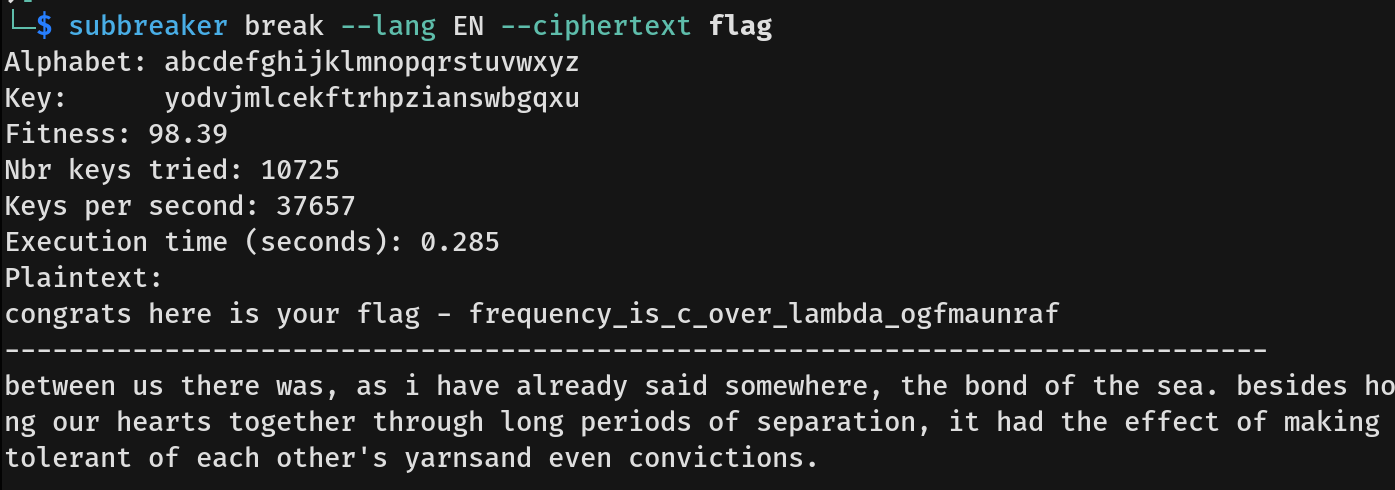 └─$ subbreaker break --lang EN --ciphertext flag
Alphabet: abcdefghijklmnopqrstuvwxyz
Key:      yodvjmlcekftrhpzianswbgqxu
Fitness: 98.39
Nbr keys tried: 10725
Keys per second: 37657
Execution time (seconds): 0.285
Plaintext:
congrats here is your flag - frequency_is_c_over_lambda_ogfmaunraf
-------------------------------------------------------------------------------
between us there was, as i have already said somewhere, the bond of the sea. besides ho
ng our hearts together through long periods of separation, it had the effect of making
tolerant of each other's yarnsand even convictions.